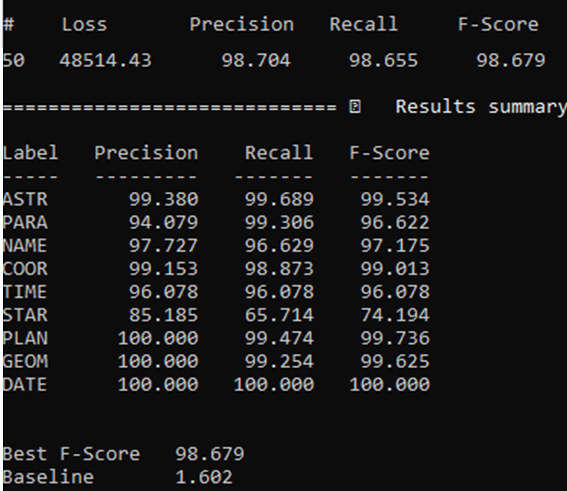 # Loss Precision Recall F-Score
50 48514.43 98.704 98.655 98.679
============================= ⍰ Results summary
Label Precision Recall F-Score
----- --------- ------- -------
ASTR 99.380 99.689 99.534
PARA 94.079 99.306 96.622
NAME 97.727 96.629 97.175
COOR 99.153 98.873 99.013
TIME 96.078 96.078 96.078
STAR 85.185 65.714 74.194
PLAN 100.000 99.474 99.736
GEOM 100.000 99.254 99.625
DATE 100.000 100.000 100.000
Best F-Score 98.679
Baseline 1.602